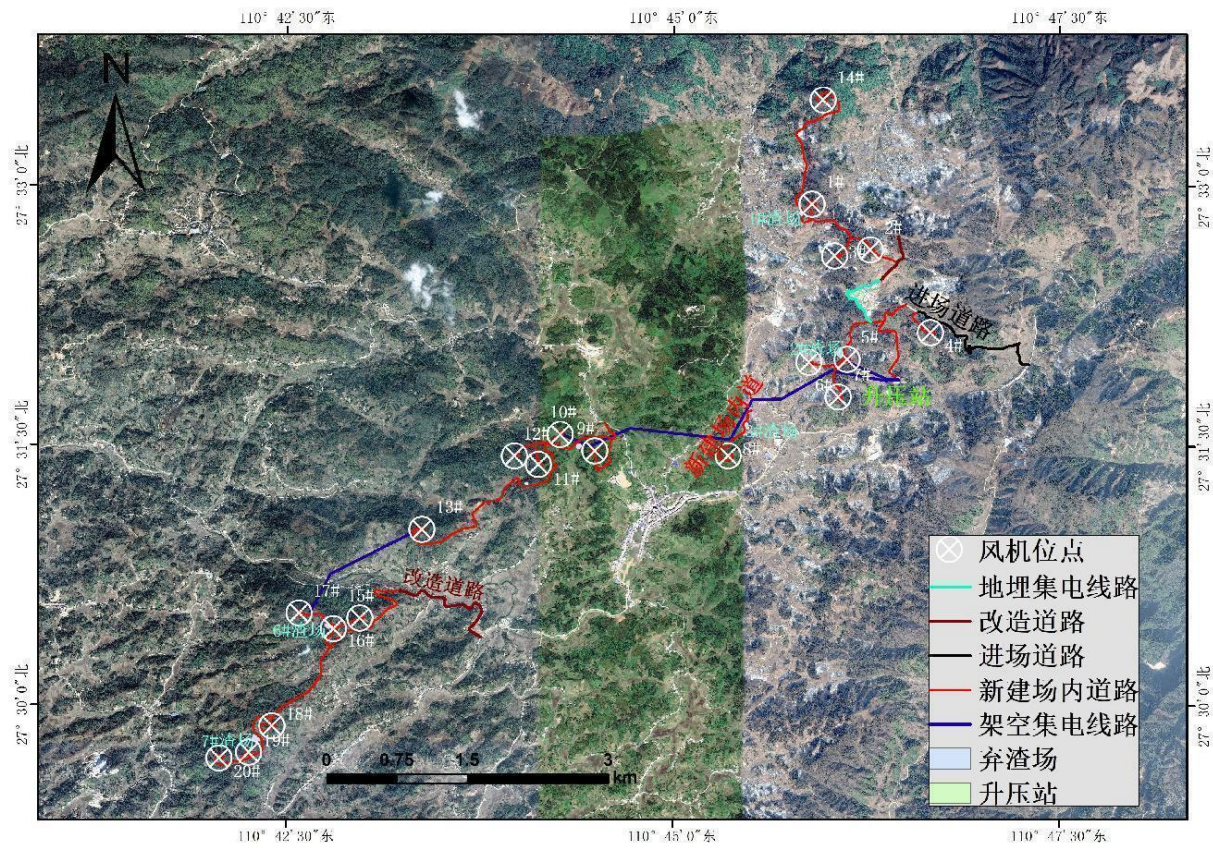 110° 42′30″东
110° 45′0″东
110° 47′30″东
N
14#
27° 33′0″北
27° 33′0″北
1#
1#渣场
2#
3#
进场道路
5#
4#
7#
6#
升压站
新建场内道
10#
9#
12#
8#
27° 31′30″北
27° 31′30″北
11#
13#
风机位点
地埋集电线路
改造道路
17#
15#
改造道路
6#渣场
16#
进场道路
新建场内道路
27° 30′0″北
27° 30′0″北
18#
架空集电线路
7#渣场
19#
20#
弃渣场
0
0.75
1.5
3
km
升压站
110° 42′30″东
110° 45′0″东
110° 47′30″东